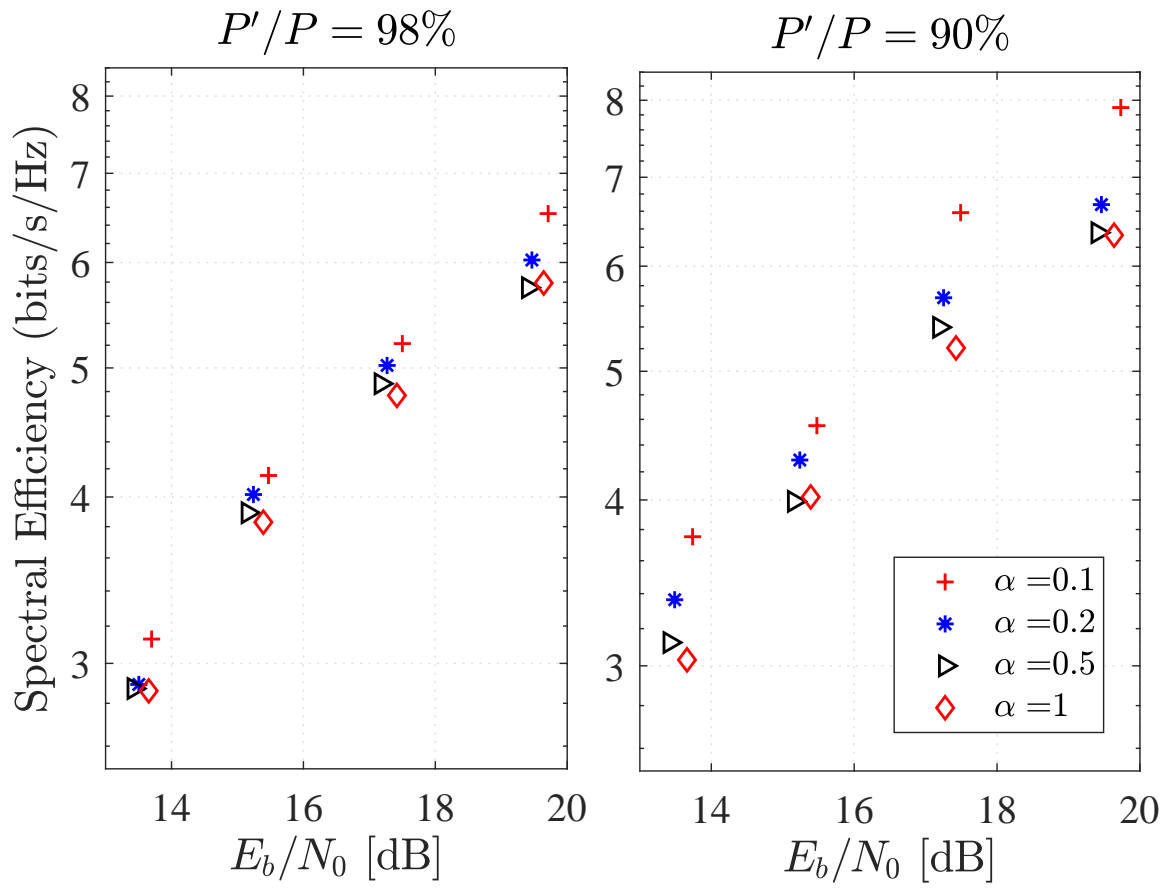 P′/P = 98%
P′/P = 90%
Spectral Efficiency (bits/s/Hz)
8
7
6
5
4
3
14 16 18 20
E_b/N_0 [dB]
8
7
6
5
4
3
14 16 18 20
E_b/N_0 [dB]
α =0.1
α =0.2
α =0.5
α =1